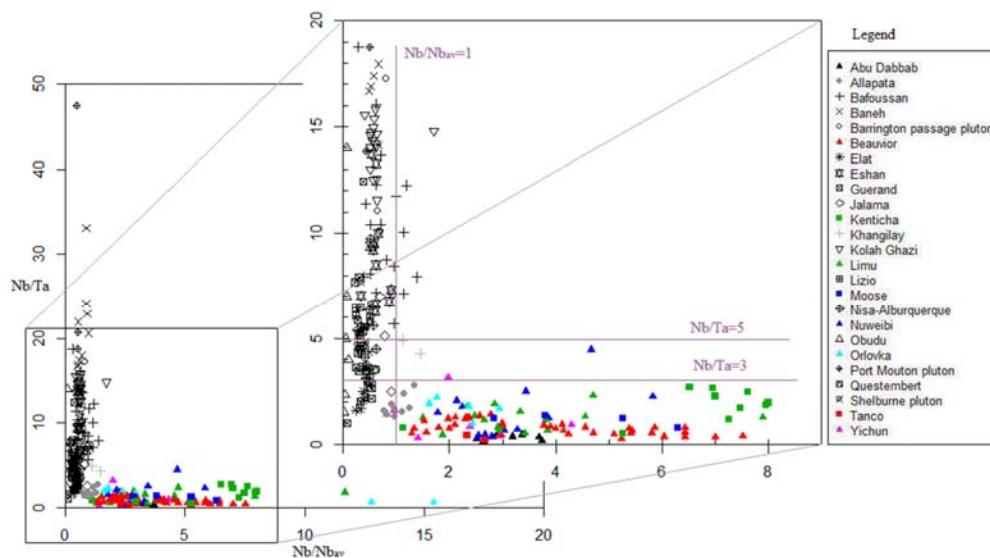 20
Nb/Nbav=1
15
10
Nb/Ta=5
5
Nb/Ta=3
0
0 2 4 6 8
50
40
30
Nb/Ta
20
10
0
0 5 10 15 20
Nb/Nbav
Legend
Abu Dabbab
Allapata
Bafoussan
Baneh
Barrington passage pluton
Beauvior
Elat
Eshan
Guerand
Jalama
Kenticha
Khangilay
Kolah Ghazi
Limu
Lizio
Moose
Nisa-Alburquerque
Nuweibi
Obudu
Orlovka
Port Mouton pluton
Questembert
Shelburne pluton
Tanco
Yichun